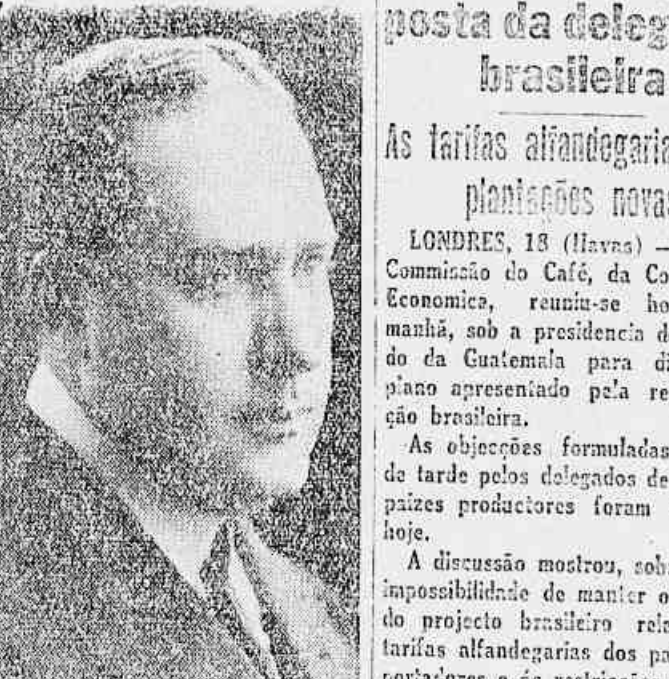 posta da deleg
brasileira
As tarifas alfandegaria
plantações novas
LONDRES, 18 (Havas) —
Commissão do Café, da Co
Economica, reuniu-se ho
manhã, sob a presidencia d
do da Guatemala para d
plano apresentado pela re
ção brasileira.
As objecções formuladas
de tarde pelos delegados de
paizes productores foram
hoje.
A discussão mostrou, sob
impossibilidade de manter o
do projecto brasileiro rela
tarifas alfandegarias dos pa